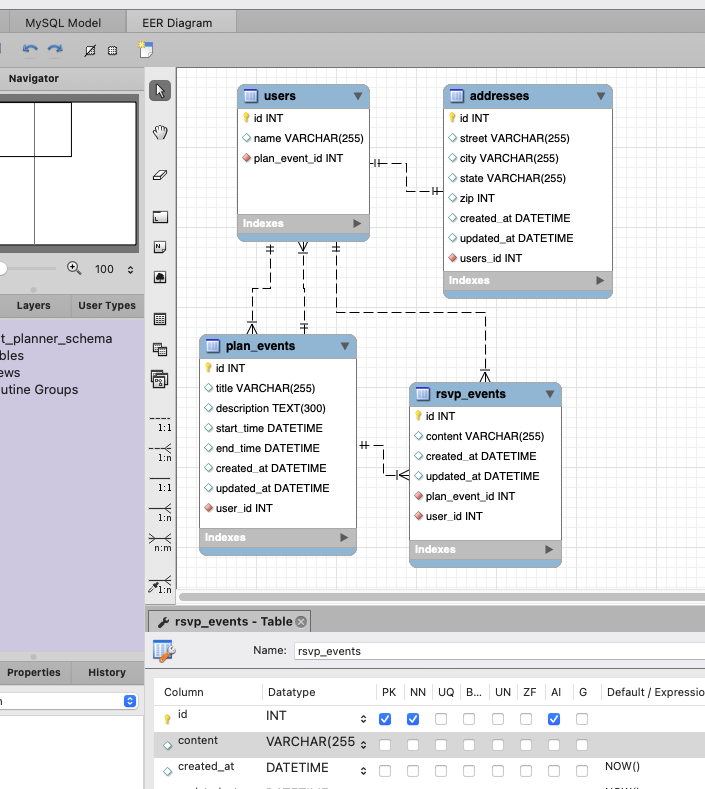 MySQL Model
EER Diagram
Navigator
100
Layers
User Types
t_planner_schema
bles
ews
utine Groups
Properties
History
1:1
1:n
1:1
1:n
n:m
1:n
users
id INT
name VARCHAR(255)
plan_event_id INT
Indexes
addresses
id INT
street VARCHAR(255)
city VARCHAR(255)
state VARCHAR(255)
zip INT
created_at DATETIME
updated_at DATETIME
users_id INT
Indexes
plan_events
id INT
title VARCHAR(255)
description TEXT(300)
start_time DATETIME
end_time DATETIME
created_at DATETIME
updated_at DATETIME
user_id INT
Indexes
rsvp_events
id INT
content VARCHAR(255)
created_at DATETIME
updated_at DATETIME
plan_event_id INT
user_id INT
Indexes
rsvp_events - Table
Name: rsvp_events
Column Datatype PK NN UQ B... UN ZF AI G Default / Expressio
id INT
content VARCHAR(255
created_at DATETIME NOW()